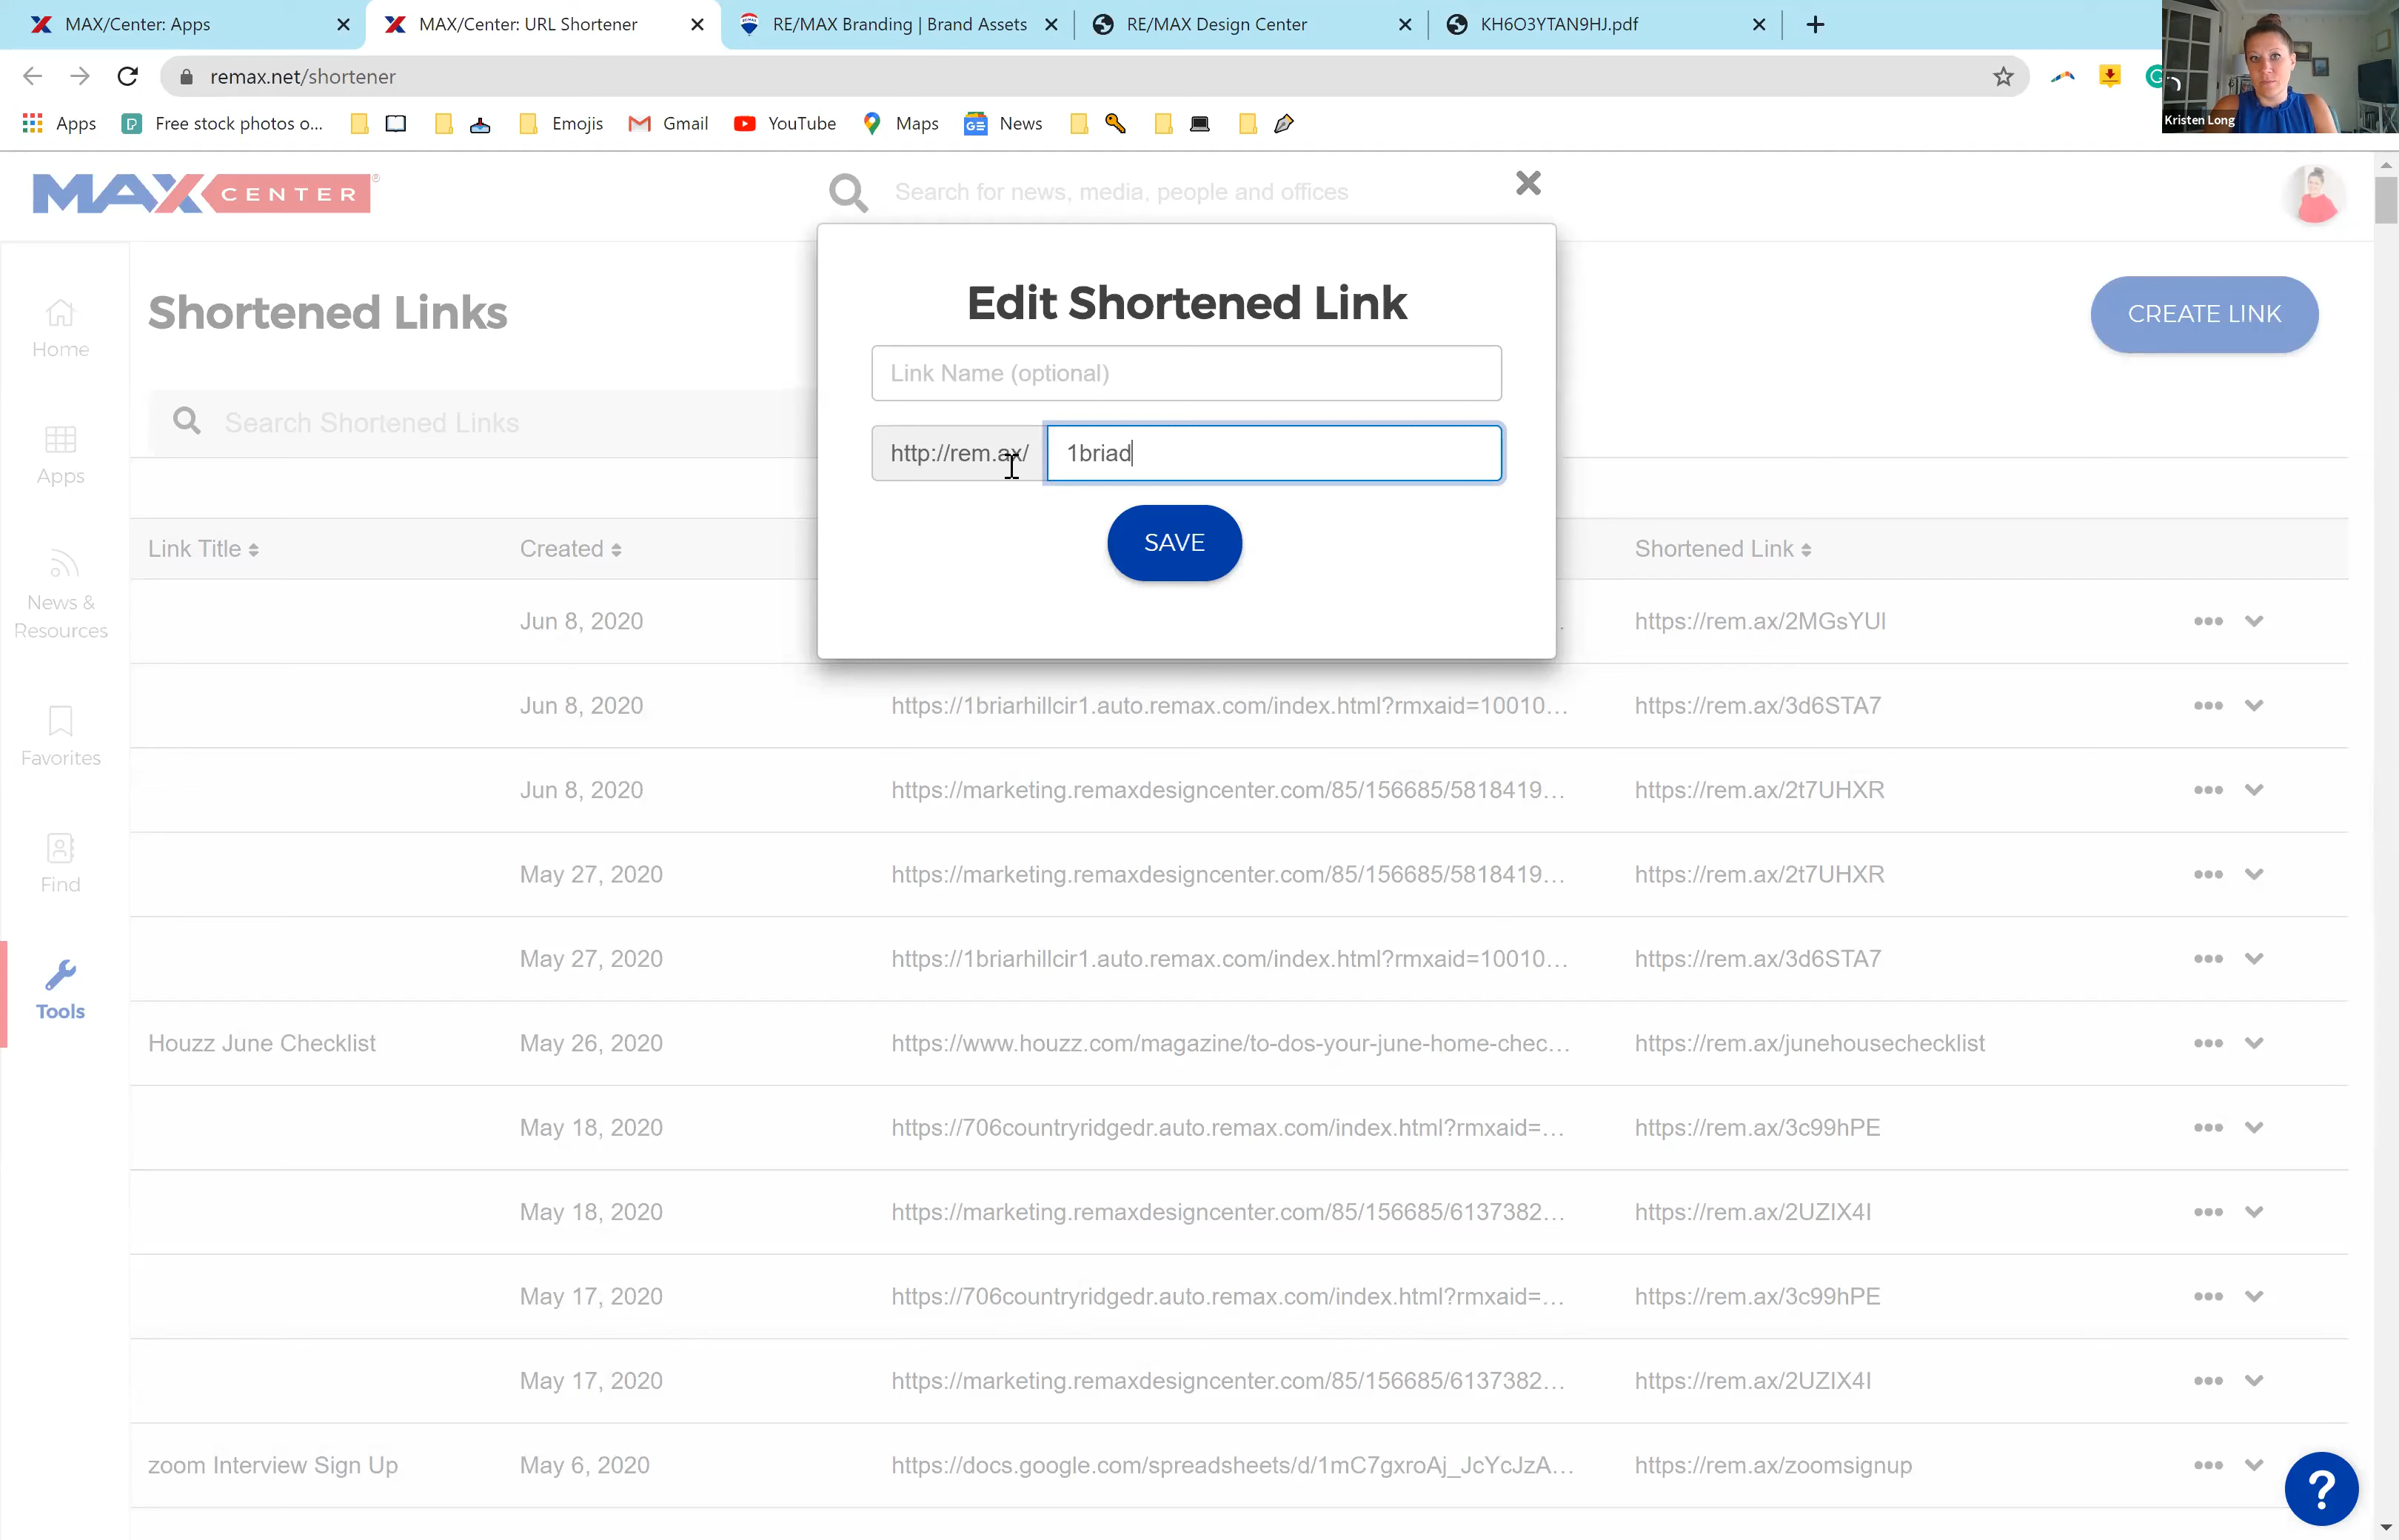 MAX/Center: Apps
MAX/Center: URL Shortener
RE/MAX Branding | Brand Assets
RE/MAX Design Center
KH6O3YTAN9HJ.pdf
remax.net/shortener
Kristen Long
Apps
Free stock photos o...
Emojis
Gmail
YouTube
Maps
News
MAX CENTER
Search for news, media, people and offices
Shortened Links
CREATE LINK
Search Shortened Links
Edit Shortened Link
Link Name (optional)
http://rem.ax/ 1briad
SAVE
Home
Apps
News &
Resources
Favorites
Find
Tools
Link Title Created Shortened Link
Jun 8, 2020 https://rem.ax/2MGsYUl
Jun 8, 2020 https://1briarhillcir1.auto.remax.com/index.html?rmxaid=10010... https://rem.ax/3d6STA7
Jun 8, 2020 https://marketing.remaxdesigncenter.com/85/156685/5818419... https://rem.ax/2t7UHXR
May 27, 2020 https://marketing.remaxdesigncenter.com/85/156685/5818419... https://rem.ax/2t7UHXR
May 27, 2020 https://1briarhillcir1.auto.remax.com/index.html?rmxaid=10010... https://rem.ax/3d6STA7
Houzz June Checklist May 26, 2020 https://www.houzz.com/magazine/to-dos-your-june-home-chec... https://rem.ax/junehousechecklist
May 18, 2020 https://706countryridgedr.auto.remax.com/index.html?rmxaid=... https://rem.ax/3c99hPE
May 18, 2020 https://marketing.remaxdesigncenter.com/85/156685/6137382... https://rem.ax/2UZIX4I
May 17, 2020 https://706countryridgedr.auto.remax.com/index.html?rmxaid=... https://rem.ax/3c99hPE
May 17, 2020 https://marketing.remaxdesigncenter.com/85/156685/6137382... https://rem.ax/2UZIX4I
zoom Interview Sign Up May 6, 2020 https://docs.google.com/spreadsheets/d/1mC7gxroAj_JcYcJzA... https://rem.ax/zoomsignup
?